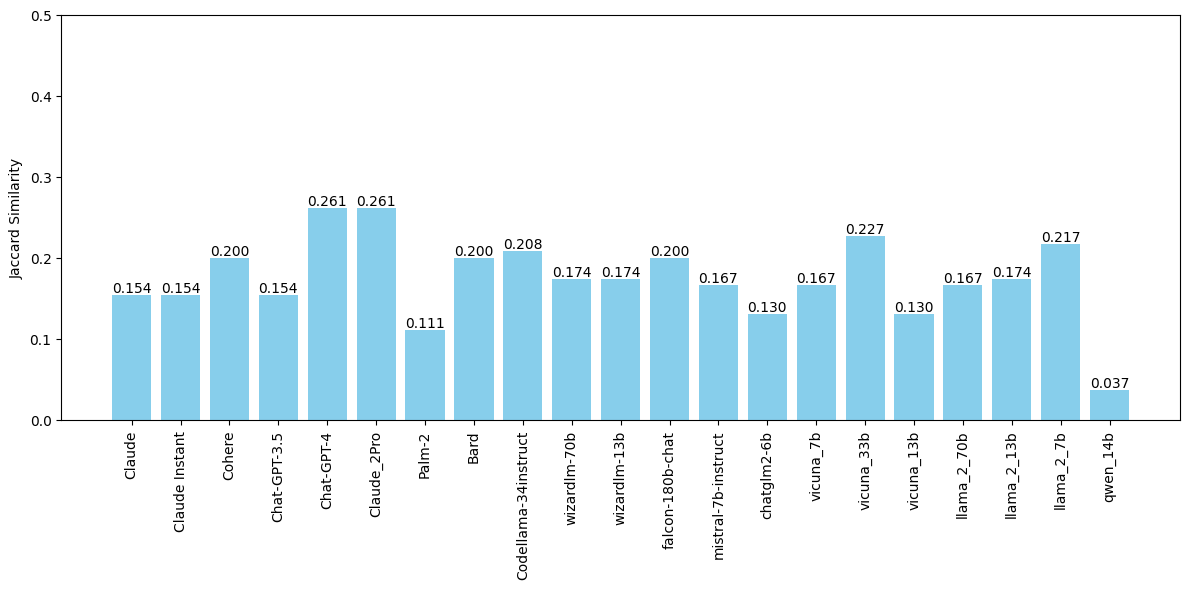 Jaccard Similarity
0.5
0.4
0.3
0.2
0.1
0.0
0.154
0.154
0.200
0.154
0.261
0.261
0.111
0.200
0.208
0.174
0.174
0.200
0.167
0.130
0.167
0.227
0.130
0.167
0.174
0.217
0.037
Claude
Claude Instant
Cohere
Chat-GPT-3.5
Chat-GPT-4
Claude_2Pro
Palm-2
Bard
Codellama-34instruct
wizardlm-70b
wizardlm-13b
falcon-180b-chat
mistral-7b-instruct
chatglm2-6b
vicuna_7b
vicuna_33b
vicuna_13b
llama_2_70b
llama_2_13b
llama_2_7b
qwen_14b